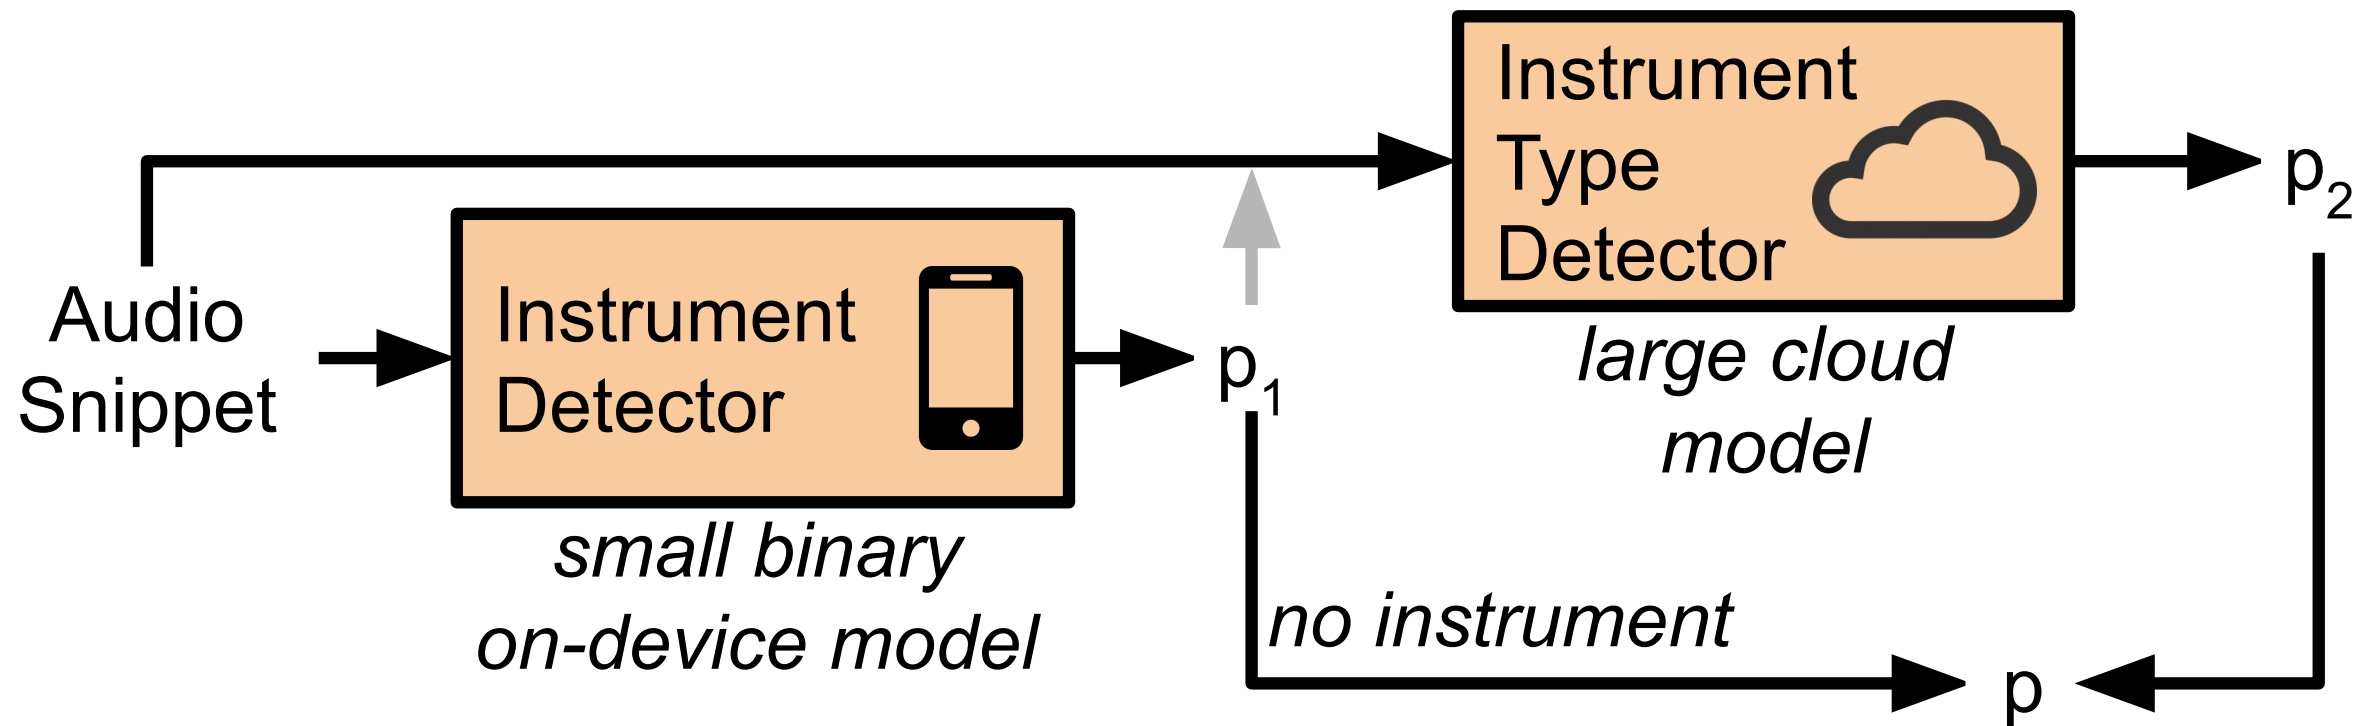 Audio
Snippet
Instrument
Detector
small binary
on-device model
p1
Instrument
Type
Detector
large cloud
model
p2
no instrument
p